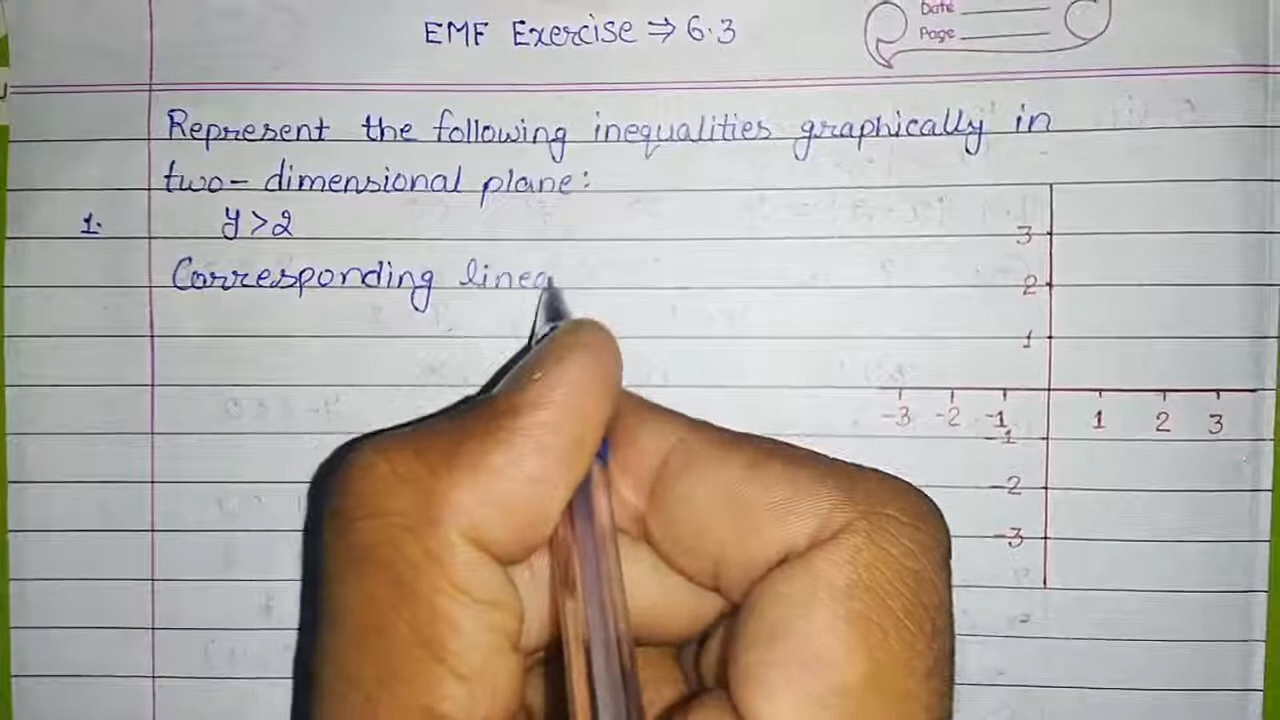 Date
Page
EMF Exercise ⇒ 6.3
Represent the following inequalities graphically in
two-dimensional plane:
1. y > 2
Corresponding linea
3
2
1
-3 -2 -1 1 2 3
-1
-2
-3